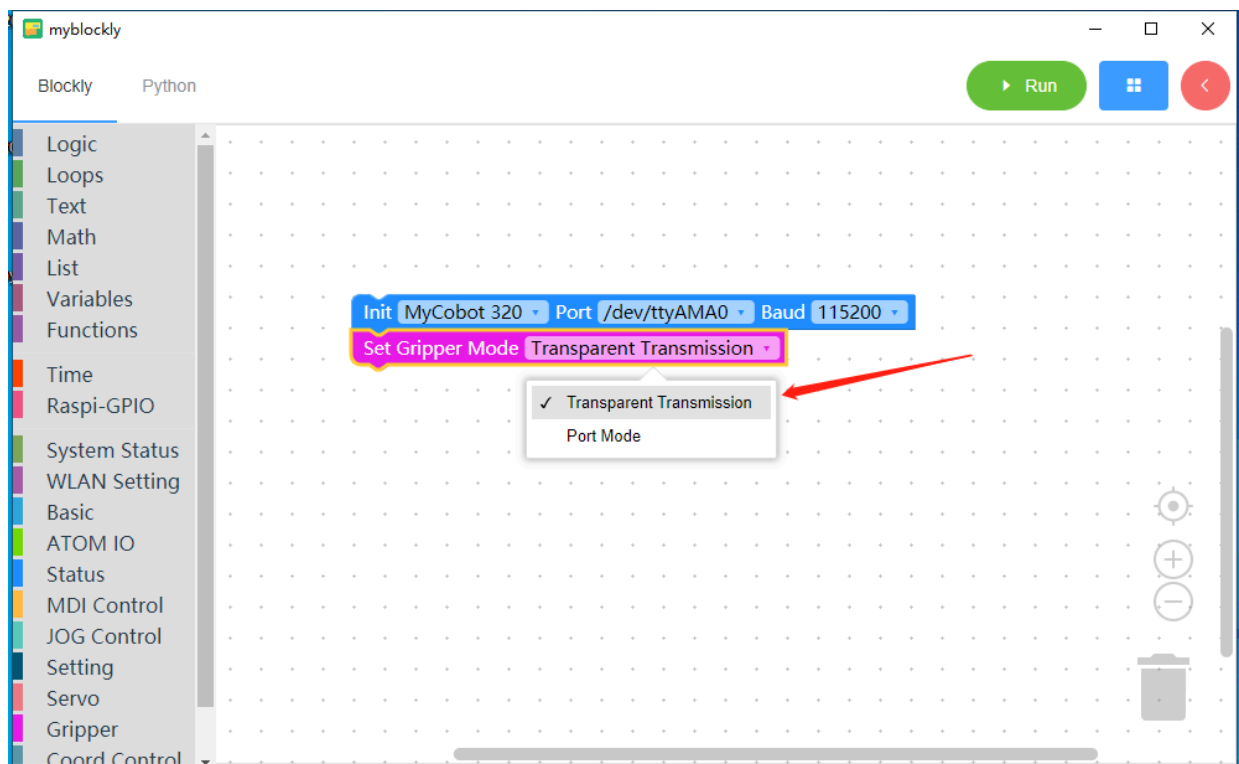 myblockly
Blockly Python
Run
Logic
Loops
Text
Math
List
Variables
Functions
Time
Raspi-GPIO
System Status
WLAN Setting
Basic
ATOM IO
Status
MDI Control
JOG Control
Setting
Servo
Gripper
Coord Control
Init MyCobot 320 Port /dev/ttyAMA0 Baud 115200
Set Gripper Mode Transparent Transmission
✓ Transparent Transmission
Port Mode